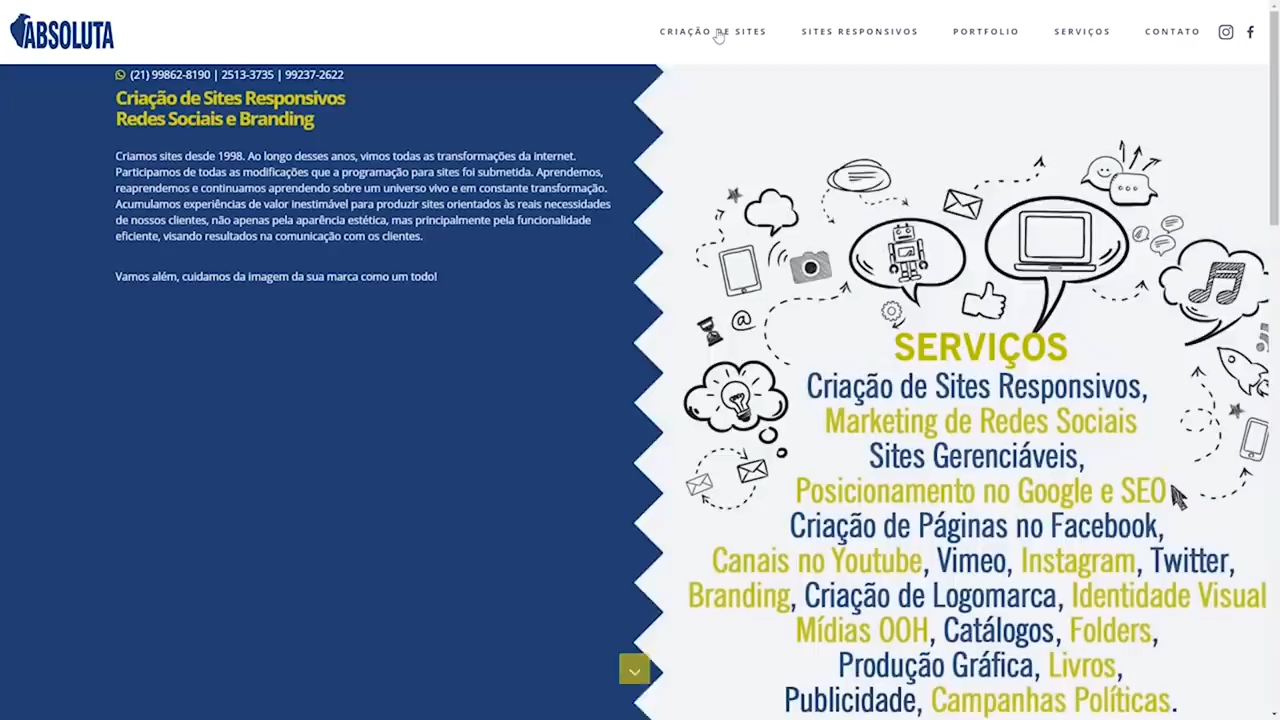 ABSOLUTA
CRIAÇÃO DE SITES
SITES RESPONSIVOS
PORTFOLIO
SERVIÇOS
CONTATO
(21) 99862-8190 | 2513-3735 | 99237-2622
Criação de Sites Responsivos
Redes Sociais e Branding
Criamos sites desde 1998. Ao longo desses anos, vimos todas as transformações da internet.
Participamos de todas as modificações que a programação para sites foi submetida. Aprendemos,
reaprendemos e continuamos aprendendo sobre um universo vivo e em constante transformação.
Acumulamos experiências de valor inestimável para produzir sites orientados às reais necessidades
de nossos clientes, não apenas pela aparência estética, mas principalmente pela funcionalidade
eficiente, visando resultados na comunicação com os clientes.
Vamos além, cuidamos da imagem da sua marca como um todo!
@
SERVIÇOS
Criação de Sites Responsivos,
Marketing de Redes Sociais
Sites Gerenciáveis,
Posicionamento no Google e SEO
Criação de Páginas no Facebook,
Canais no Youtube, Vimeo, Instagram, Twitter,
Branding, Criação de Logomarca, Identidade Visual
Mídias OOH, Catálogos, Folders,
Produção Gráfica, Livros,
Publicidade, Campanhas Políticas.